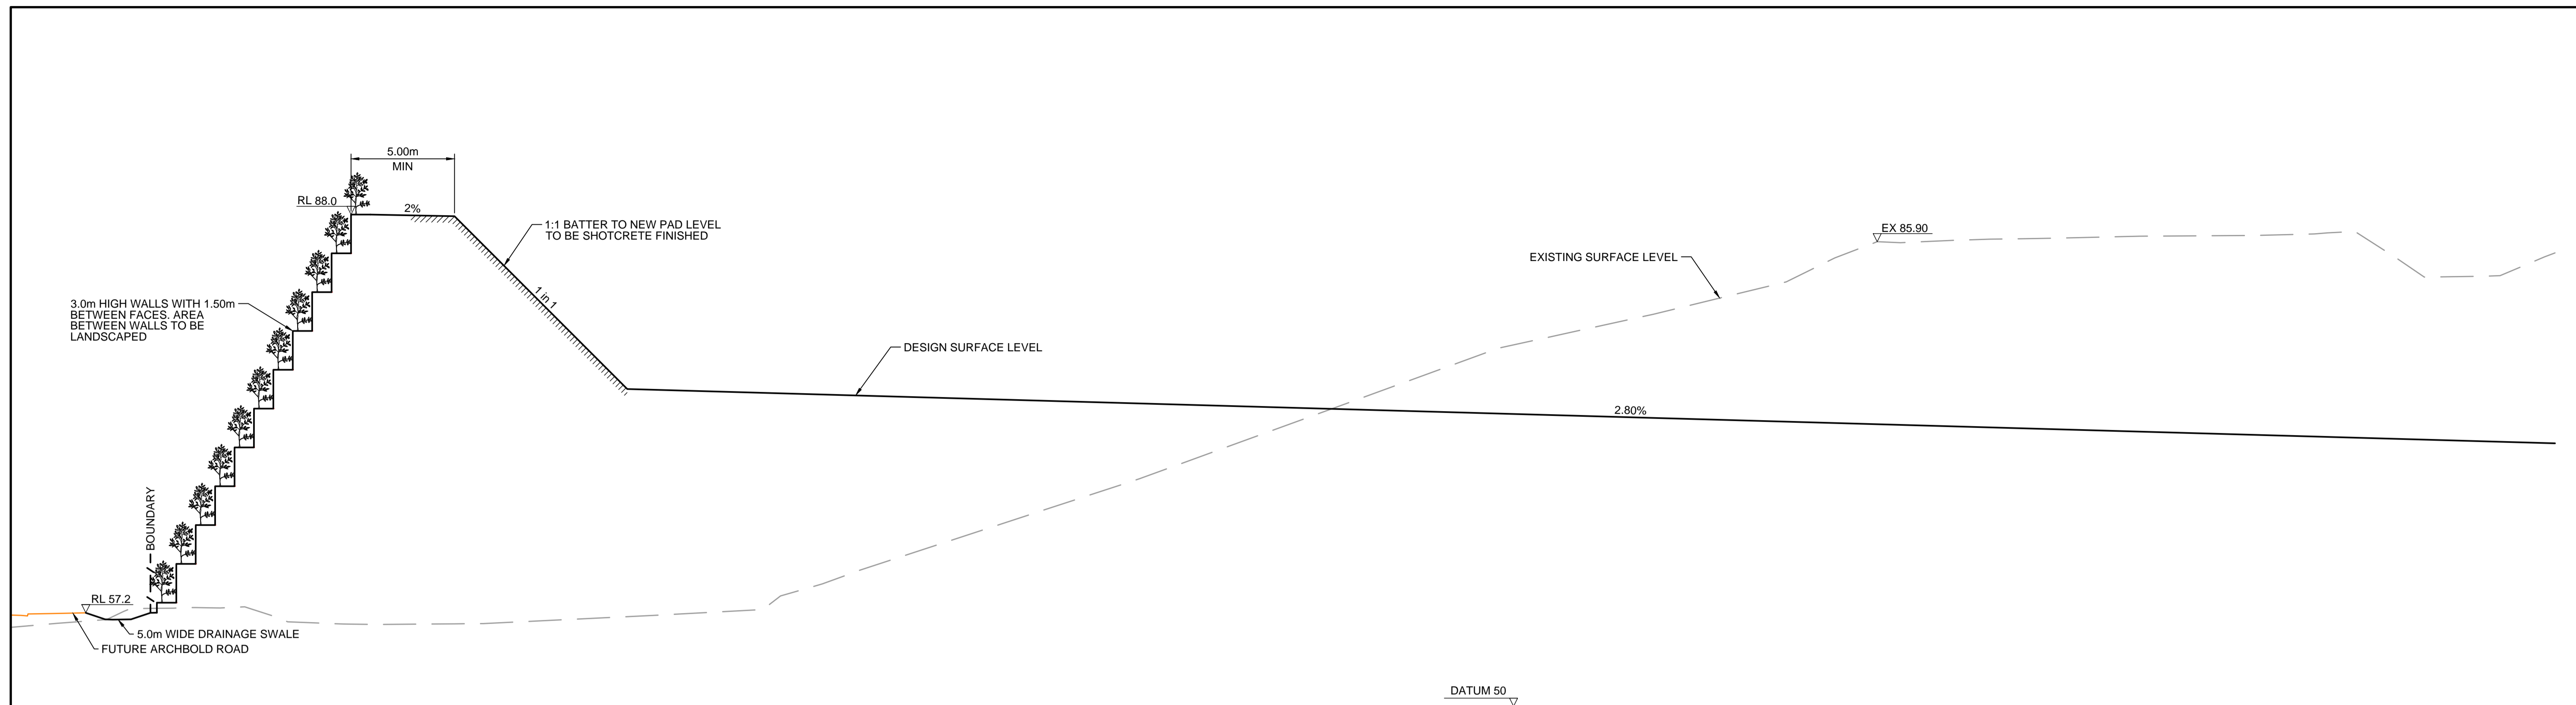 5.00m
MIN
RL 88.0
2%
1:1 BATTER TO NEW PAD LEVEL
TO BE SHOTCRETE FINISHED
EX 85.90
EXISTING SURFACE LEVEL
1 in 1
3.0m HIGH WALLS WITH 1.50m
BETWEEN FACES. AREA
BETWEEN WALLS TO BE
LANDSCAPED
DESIGN SURFACE LEVEL
2.80%
BOUNDARY
RL 57.2
5.0m WIDE DRAINAGE SWALE
FUTURE ARCHBOLD ROAD
DATUM 50